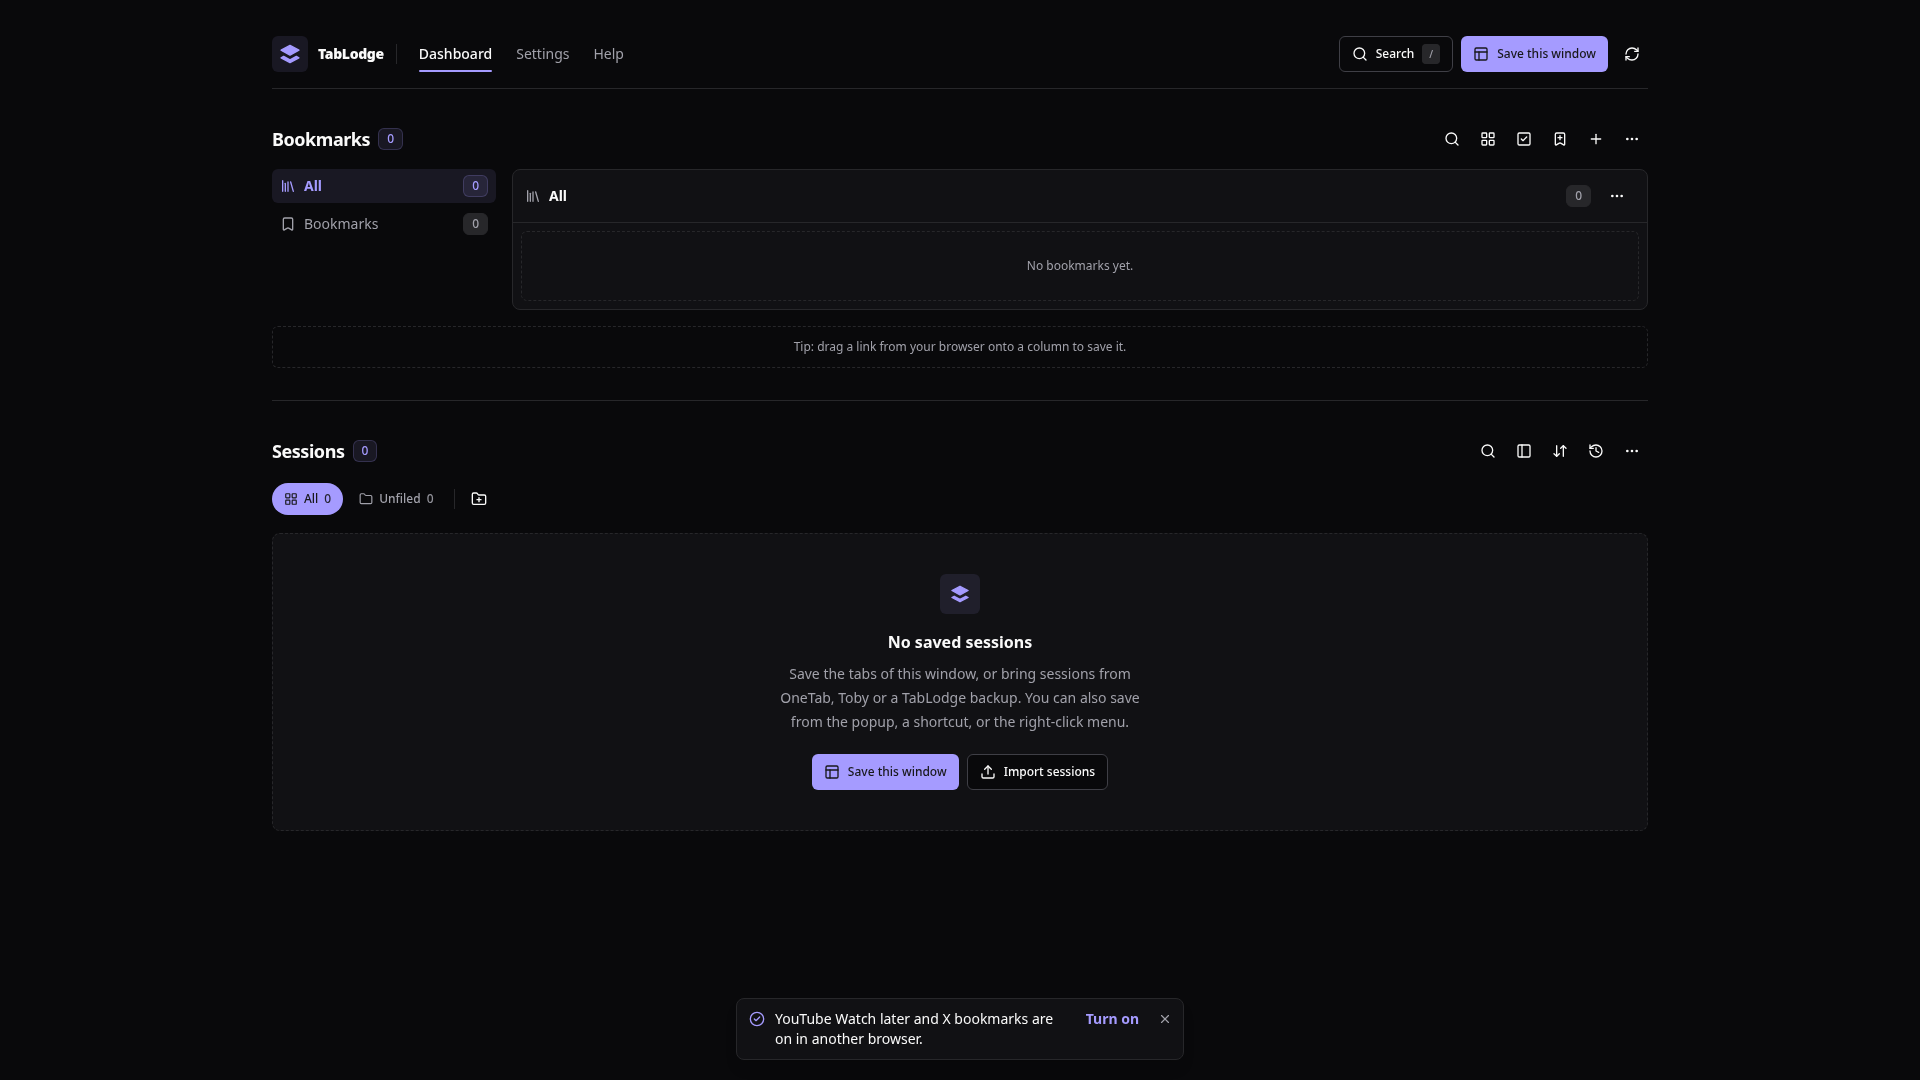 TabLodge
Dashboard
Settings
Help
Search /
Save this window
Bookmarks 0
All 0
Bookmarks 0
All 0
No bookmarks yet.
Tip: drag a link from your browser onto a column to save it.
Sessions 0
All 0
Unfiled 0
No saved sessions
Save the tabs of this window, or bring sessions from
OneTab, Toby or a TabLodge backup. You can also save
from the popup, a shortcut, or the right-click menu.
Save this window
Import sessions
YouTube Watch later and X bookmarks are
on in another browser.
Turn on